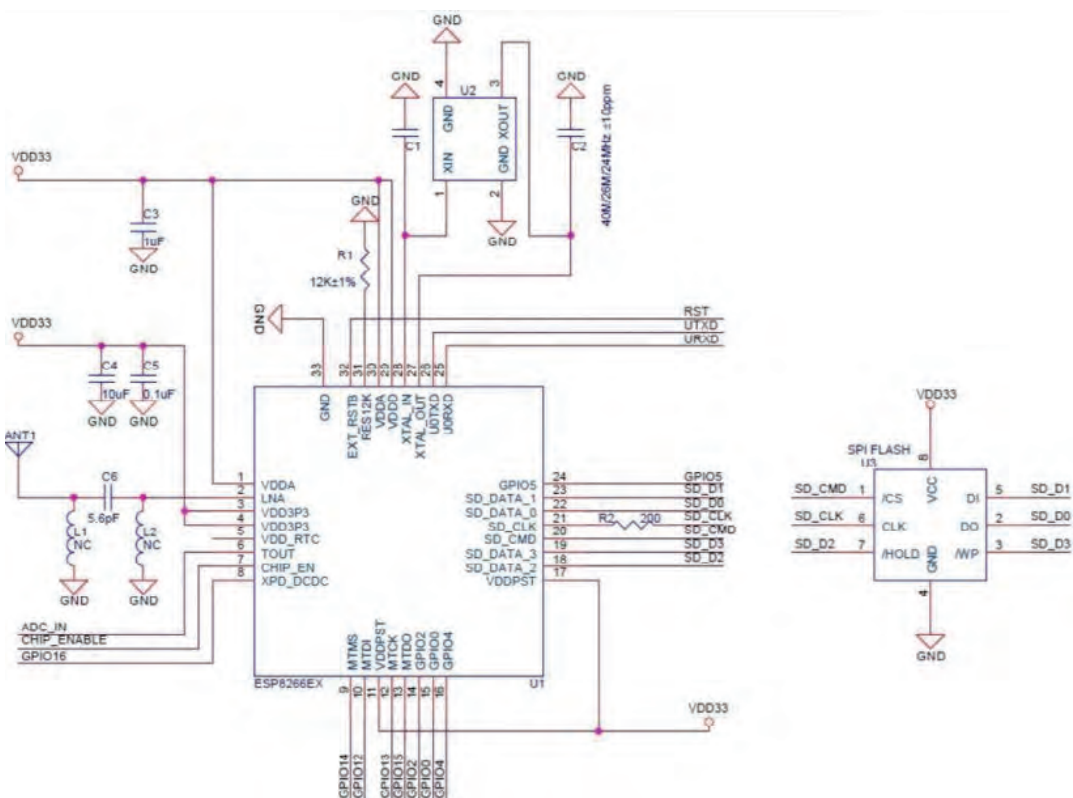 GND
GND
GND
4
3
U2
GND
XOUT
XIN
GND
1
2
GND
C1
C2
40M/26M/24MHz ±10ppm
VDD33
C3
1uF
GND
GND
R1
12K±1%
GND
VDD33
C4
10uF
GND
C5
0.1uF
GND
RST
UTXD
URXD
33
32
31
30
29
28
27
26
25
GND
EXT_RSTB
RES12K
VDDA
VDDD
XTAL_IN
XTAL_OUT
U0TXD
U0RXD
ANT1
C6
5.6pF
L1
NC
GND
L2
NC
GND
1 VDDA
2 LNA
3 VDD3P3
4 VDD3P3
5 VDD_RTC
6 TOUT
7 CHIP_EN
8 XPD_DCDC
ADC_IN
CHIP_ENABLE
GPIO16
GPIO5 24 GPIO5
SD_DATA_1 23 SD_D1
SD_DATA_0 22 SD_D0
SD_CLK 21 R2 200 SD_CLK
SD_CMD 20 SD_CMD
SD_DATA_3 19 SD_D3
SD_DATA_2 18 SD_D2
VDDPST 17
MTMS
MTDI
VDDPST
MTCK
MTDO
GPIO2
GPIO0
GPIO4
ESP8266EX
U1
9
10
11
12
13
14
15
16
GPIO14
GPIO12
GPIO13
GPIO15
GPIO2
GPIO0
GPIO4
VDD33
VDD33
SPI FLASH
U3
8
VCC
SD_CMD 1 /CS
SD_CLK 6 CLK
SD_D2 7 /HOLD
DI 5 SD_D1
DO 2 SD_D0
/WP 3 SD_D3
GND
4
GND